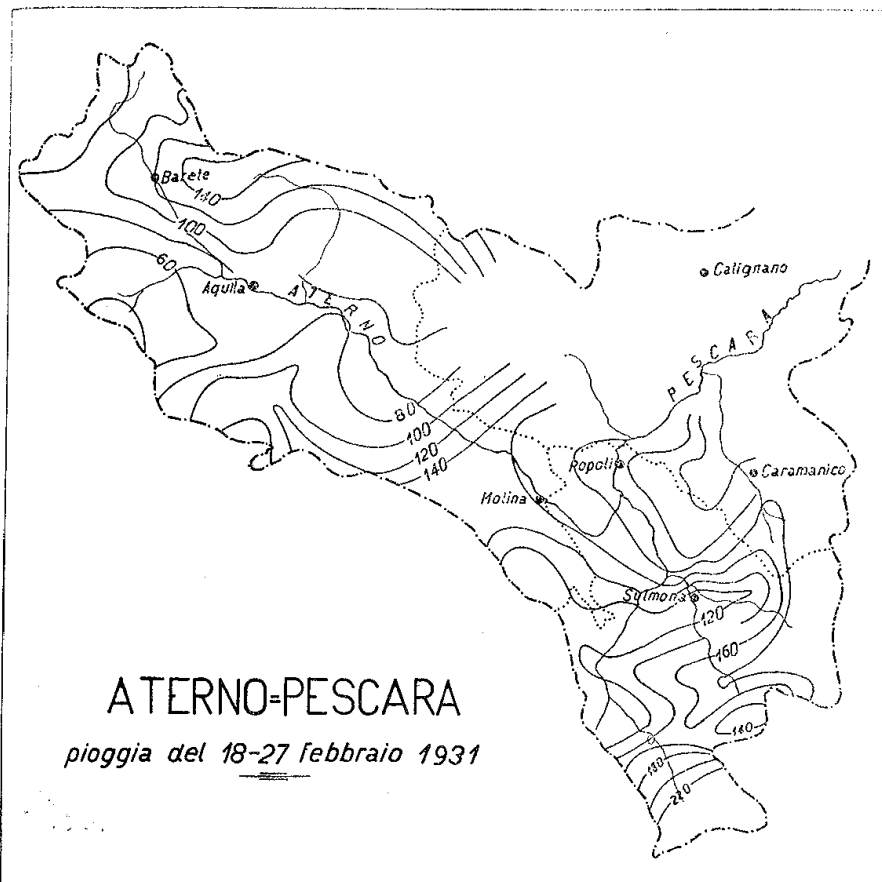 Barete
140
100
60
Aquila
ATERNO
Catignano
PESCARA
80
100
120
140
Popoli
Caramanico
Molina
Sulmona
120
160
ATERNO=PESCARA
pioggia del 18-27 febbraio 1931
140
180
220